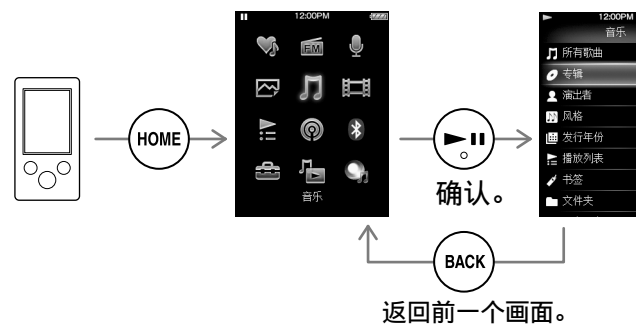 12:00PM
FM
音乐
HOME
确认。
BACK
返回前一个画面。
12:00PM
音乐
所有歌曲
专辑
演出者
风格
发行年份
播放列表
书签
文件夹